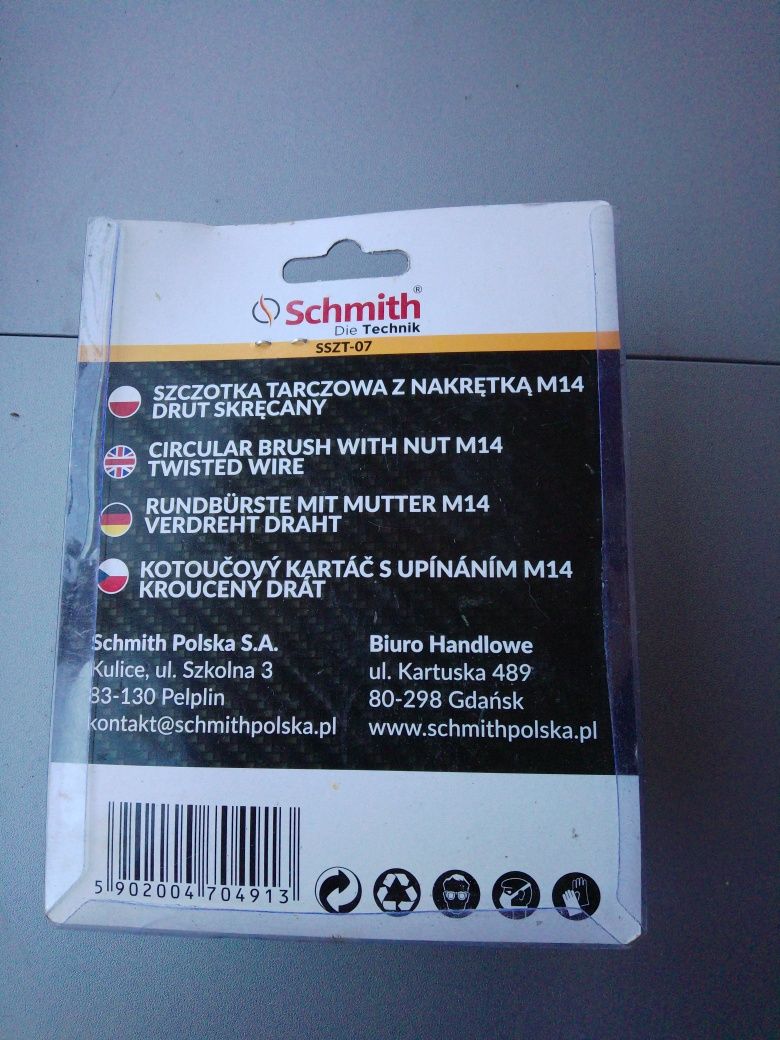 Schmith®
Die Technik
SSZT-07
SZCZOTKA TARCZOWA Z NAKRĘTKĄ M14
DRUT SKRĘCANY
CIRCULAR BRUSH WITH NUT M14
TWISTED WIRE
RUNDBÜRSTE MIT MUTTER M14
VERDREHT DRAHT
KOTOUČOVÝ KARTÁČ S UPÍNÁNÍM M14
KROUCENÝ DRÁT
Schmith Polska S.A.
Kulice, ul. Szkolna 3
83-130 Pelplin
kontakt@schmithpolska.pl
Biuro Handlowe
ul. Kartuska 489
80-298 Gdańsk
www.schmithpolska.pl
5 902004 704913